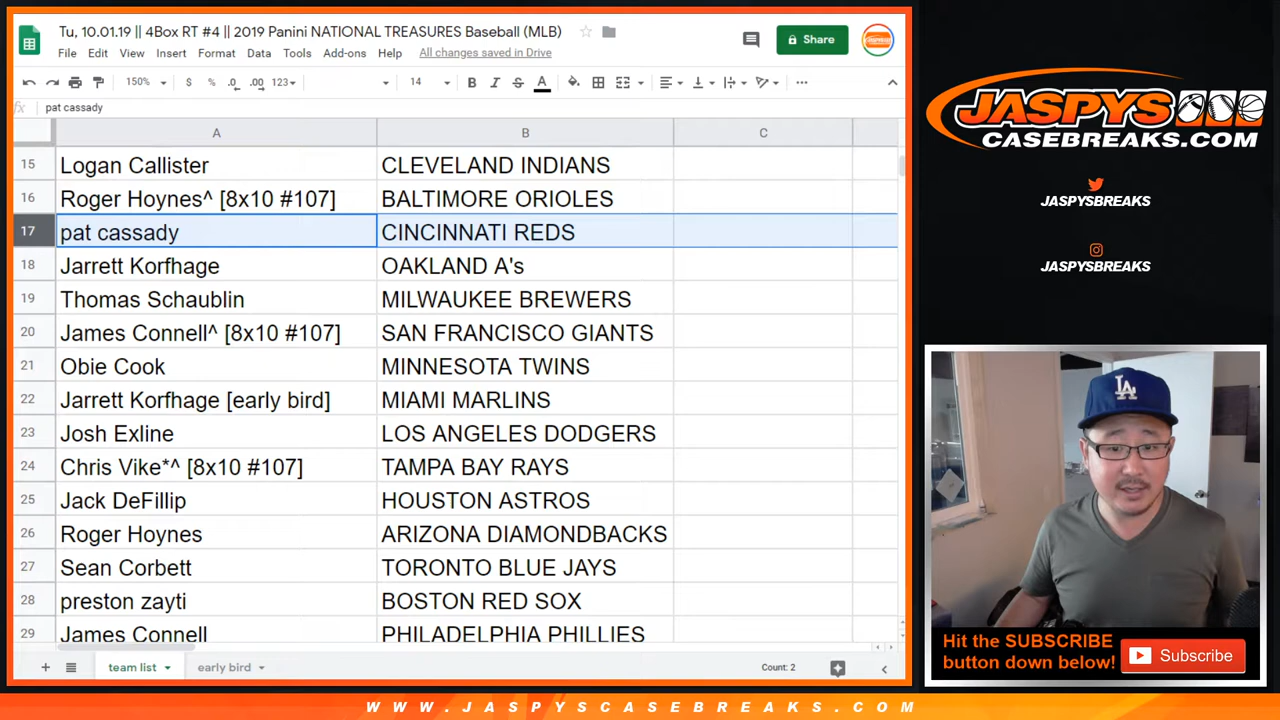 Tu, 10.01.19 || 4Box RT #4 || 2019 Panini NATIONAL TREASURES Baseball (MLB)
File Edit View Insert Format Data Tools Add-ons Help All changes saved in Drive
Share
150% $ % .0 .00 123 14 B I S A
fx pat cassady
A B C
15 Logan Callister CLEVELAND INDIANS
16 Roger Hoynes^ [8x10 #107] BALTIMORE ORIOLES
17 pat cassady CINCINNATI REDS
18 Jarrett Korfhage OAKLAND A's
19 Thomas Schaublin MILWAUKEE BREWERS
20 James Connell^ [8x10 #107] SAN FRANCISCO GIANTS
21 Obie Cook MINNESOTA TWINS
22 Jarrett Korfhage [early bird] MIAMI MARLINS
23 Josh Exline LOS ANGELES DODGERS
24 Chris Vike*^ [8x10 #107] TAMPA BAY RAYS
25 Jack DeFillip HOUSTON ASTROS
26 Roger Hoynes ARIZONA DIAMONDBACKS
27 Sean Corbett TORONTO BLUE JAYS
28 preston zayti BOSTON RED SOX
29 James Connell PHILADELPHIA PHILLIES
team list early bird Count: 2
JASPYS
CASEBREAKS.COM
JASPYSBREAKS
JASPYSBREAKS
LA
Hit the SUBSCRIBE
button down below!
Subscribe
WWW.JASPYSCASEBREAKS.COM